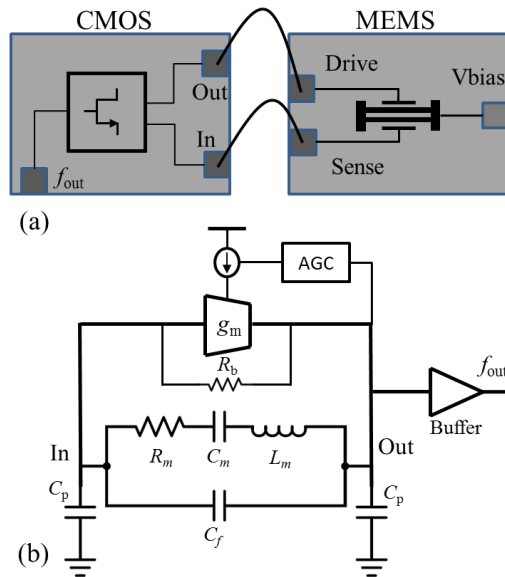 CMOS
MEMS
Drive
Vbias
Out
In
Sense
fout
(a)
AGC
gm
Rb
fout
Buffer
In
Out
Rm
Cm
Lm
Cp
Cp
Cf
(b)